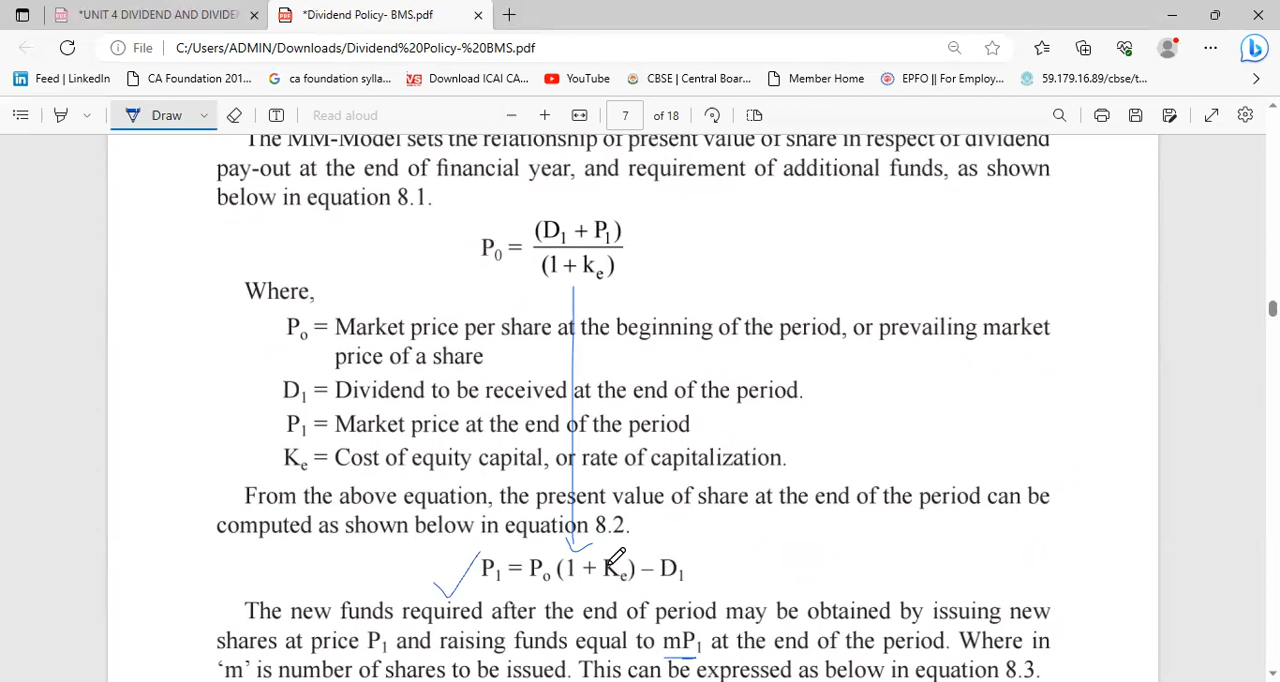 *UNIT 4 DIVIDEND AND DIVIDE
*Dividend Policy- BMS.pdf
File
C:/Users/ADMIN/Downloads/Dividend%20Policy-%20BMS.pdf
Feed | LinkedIn
CA Foundation 201...
ca foundation sylla...
Download ICAI CA...
YouTube
CBSE | Central Boar...
Member Home
EPFO || For Employ...
59.179.16.89/cbse/t...
Draw
Read aloud
7
of 18
The MM-Model sets the relationship of present value of share in respect of dividend
pay-out at the end of financial year, and requirement of additional funds, as shown
below in equation 8.1.
P₀ = (D₁ + P₁)
(1 + kₑ)
Where,
Pₒ = Market price per share at the beginning of the period, or prevailing market
price of a share
D₁ = Dividend to be received at the end of the period.
P₁ = Market price at the end of the period
Kₑ = Cost of equity capital, or rate of capitalization.
From the above equation, the present value of share at the end of the period can be
computed as shown below in equation 8.2.
P₁ = Pₒ (1 + Kₑ) – D₁
The new funds required after the end of period may be obtained by issuing new
shares at price P₁ and raising funds equal to mP₁ at the end of the period. Where in
‘m’ is number of shares to be issued. This can be expressed as below in equation 8.3.